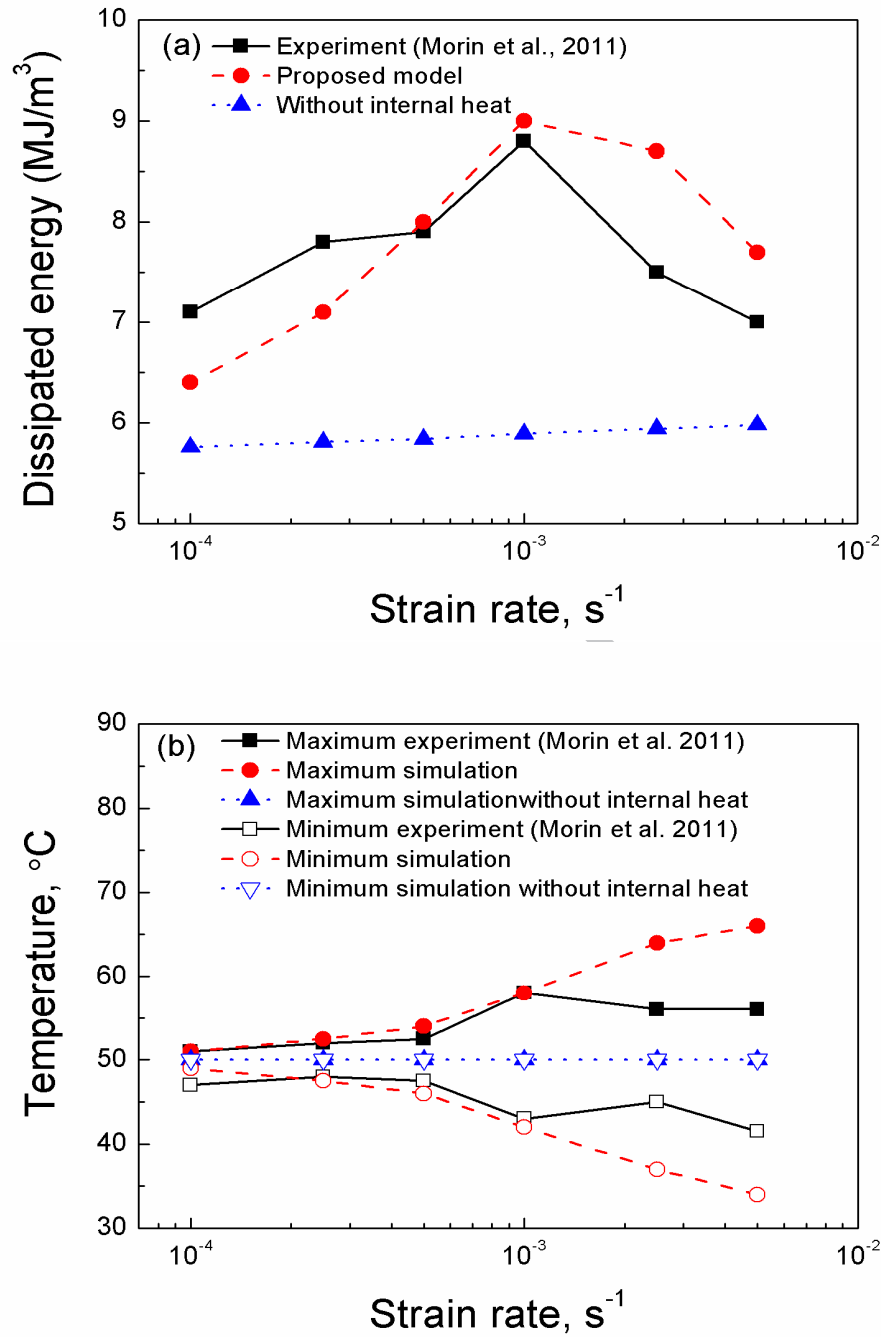 10
(a)
Experiment (Morin et al., 2011)
Proposed model
Without internal heat
9
8
7
6
5
Dissipated energy (MJ/m³)
10⁻⁴
10⁻³
10⁻²
Strain rate, s⁻¹
90
(b)
Maximum experiment (Morin et al. 2011)
Maximum simulation
Maximum simulationwithout internal heat
Minimum experiment (Morin et al. 2011)
Minimum simulation
Minimum simulation without internal heat
80
70
60
50
40
30
Temperature, °C
10⁻⁴
10⁻³
10⁻²
Strain rate, s⁻¹